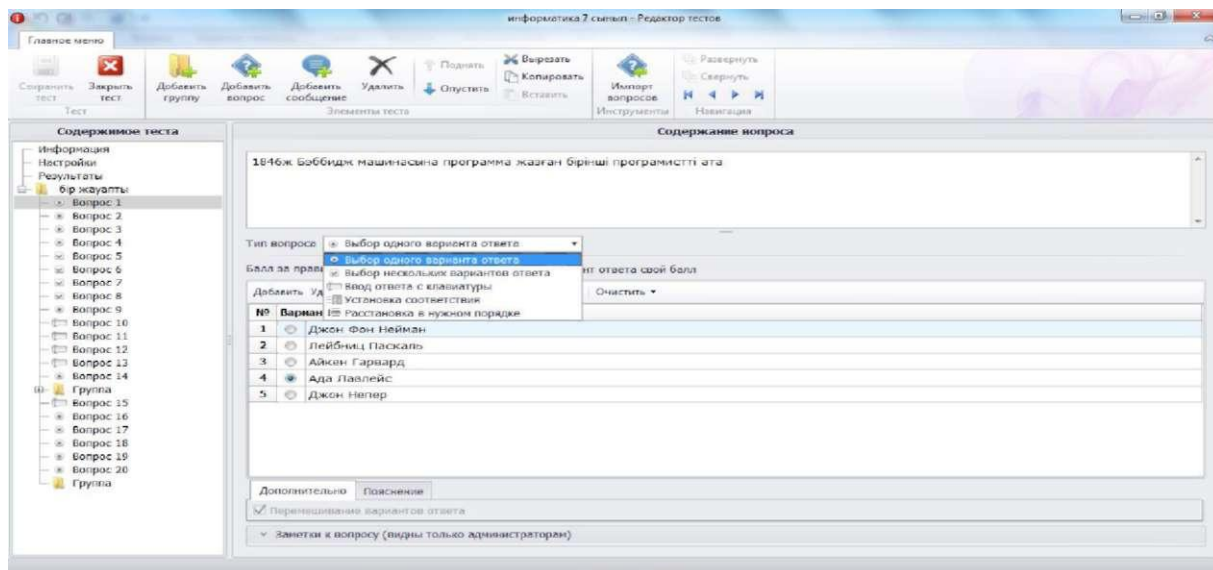 информатика 7 сынып - Редактор тестов
Главное меню
Сохранить тест
Закрыть тест
Добавить группу
Добавить вопрос
Добавить сообщение
Удалить
Поднять
Опустить
Вырезать
Копировать
Вставить
Импорт вопросов
Развернуть
Свернуть
Тест
Элементы теста
Инструменты
Навигация
Содержимое теста
Информация
Настройки
Результаты
бір жауапты
Вопрос 1
Вопрос 2
Вопрос 3
Вопрос 4
Вопрос 5
Вопрос 6
Вопрос 7
Вопрос 8
Вопрос 9
Вопрос 10
Вопрос 11
Вопрос 12
Вопрос 13
Вопрос 14
Группа
Вопрос 15
Вопрос 16
Вопрос 17
Вопрос 18
Вопрос 19
Вопрос 20
Группа
Содержание вопроса
1846ж Бэббидж машинасына программа жазған бірінші програмистті ата
Тип вопроса Выбор одного варианта ответа
Выбор одного варианта ответа
Выбор нескольких вариантов ответа
Ввод ответа с клавиатуры
Установка соответствия
Расстановка в нужном порядке
Балл за ответа свой балл
Добавить Очистить
№ Вариан
1 Джон Фон Нейман
2 Лейбниц Паскаль
3 Айкен Гарвард
4 Ада Лавлейс
5 Джон Непер
Дополнительно Пояснение
Перемешивание вариантов ответа
Заметки к вопросу (видны только администраторам)